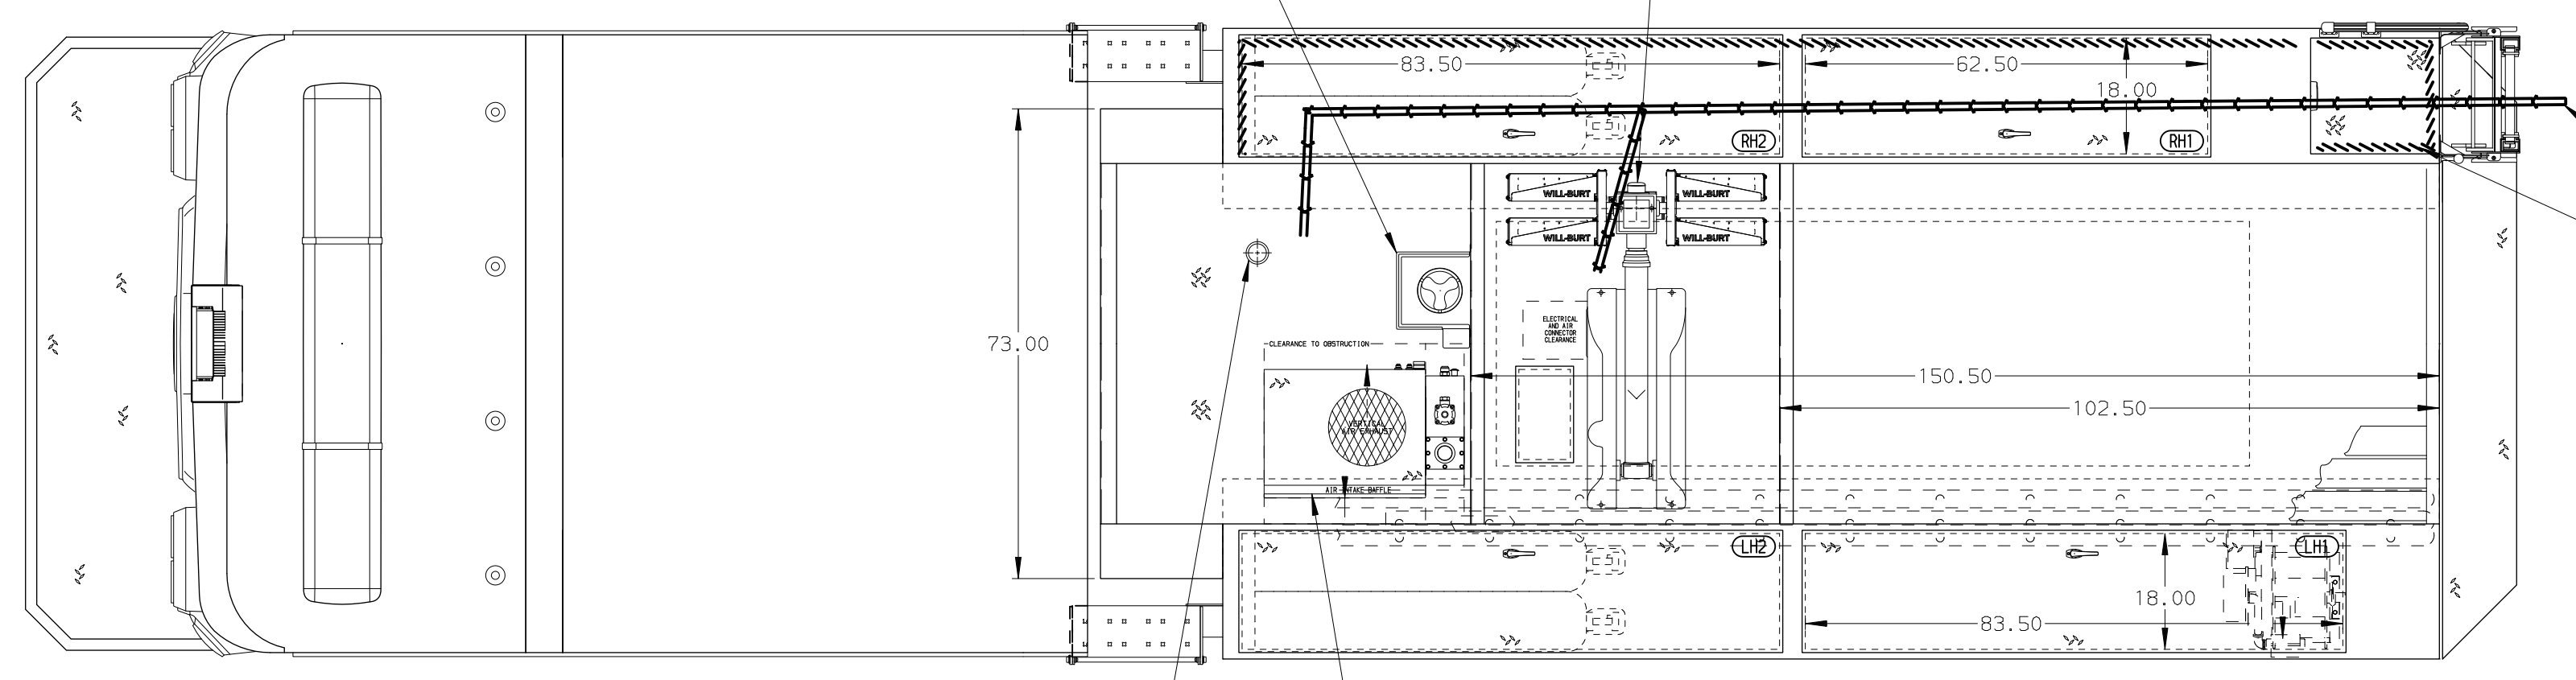 83.50
62.50
18.00
RH2
RH1
WILL-BURT
WILL-BURT
WILL-BURT
WILL-BURT
ELECTRICAL
AND AIR
CONNECTOR
CLEARANCE
73.00
CLEARANCE TO OBSTRUCTION
150.50
102.50
VERTICAL
AIR EXHAUST
AIR INTAKE BAFFLE
LH2
LH1
18.00
83.50